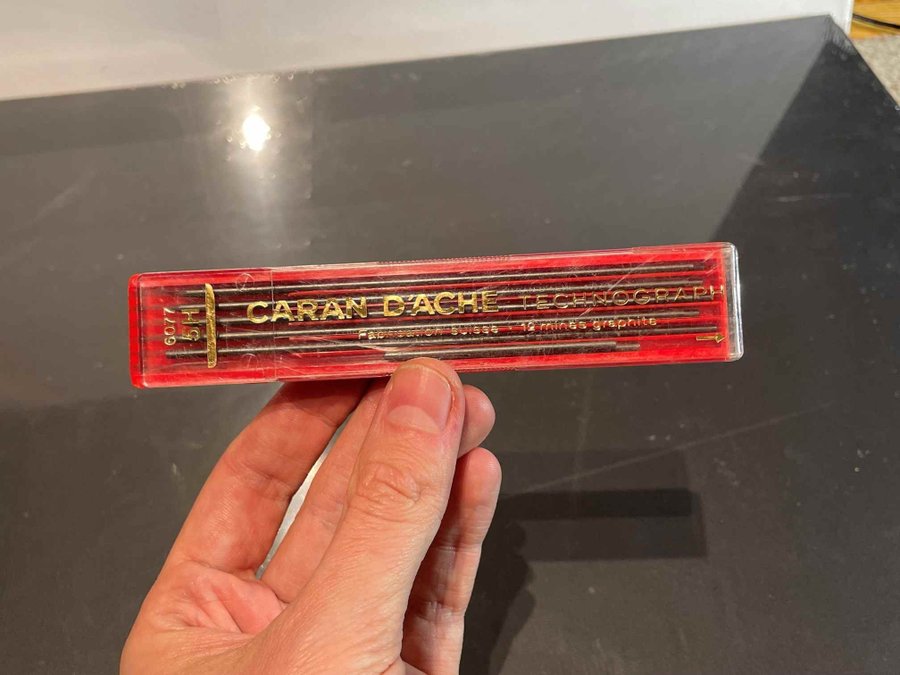 6077
5H
CARAN D'ACHE TECHNOGRAPH
Fabrication suisse · 12 mines graphite